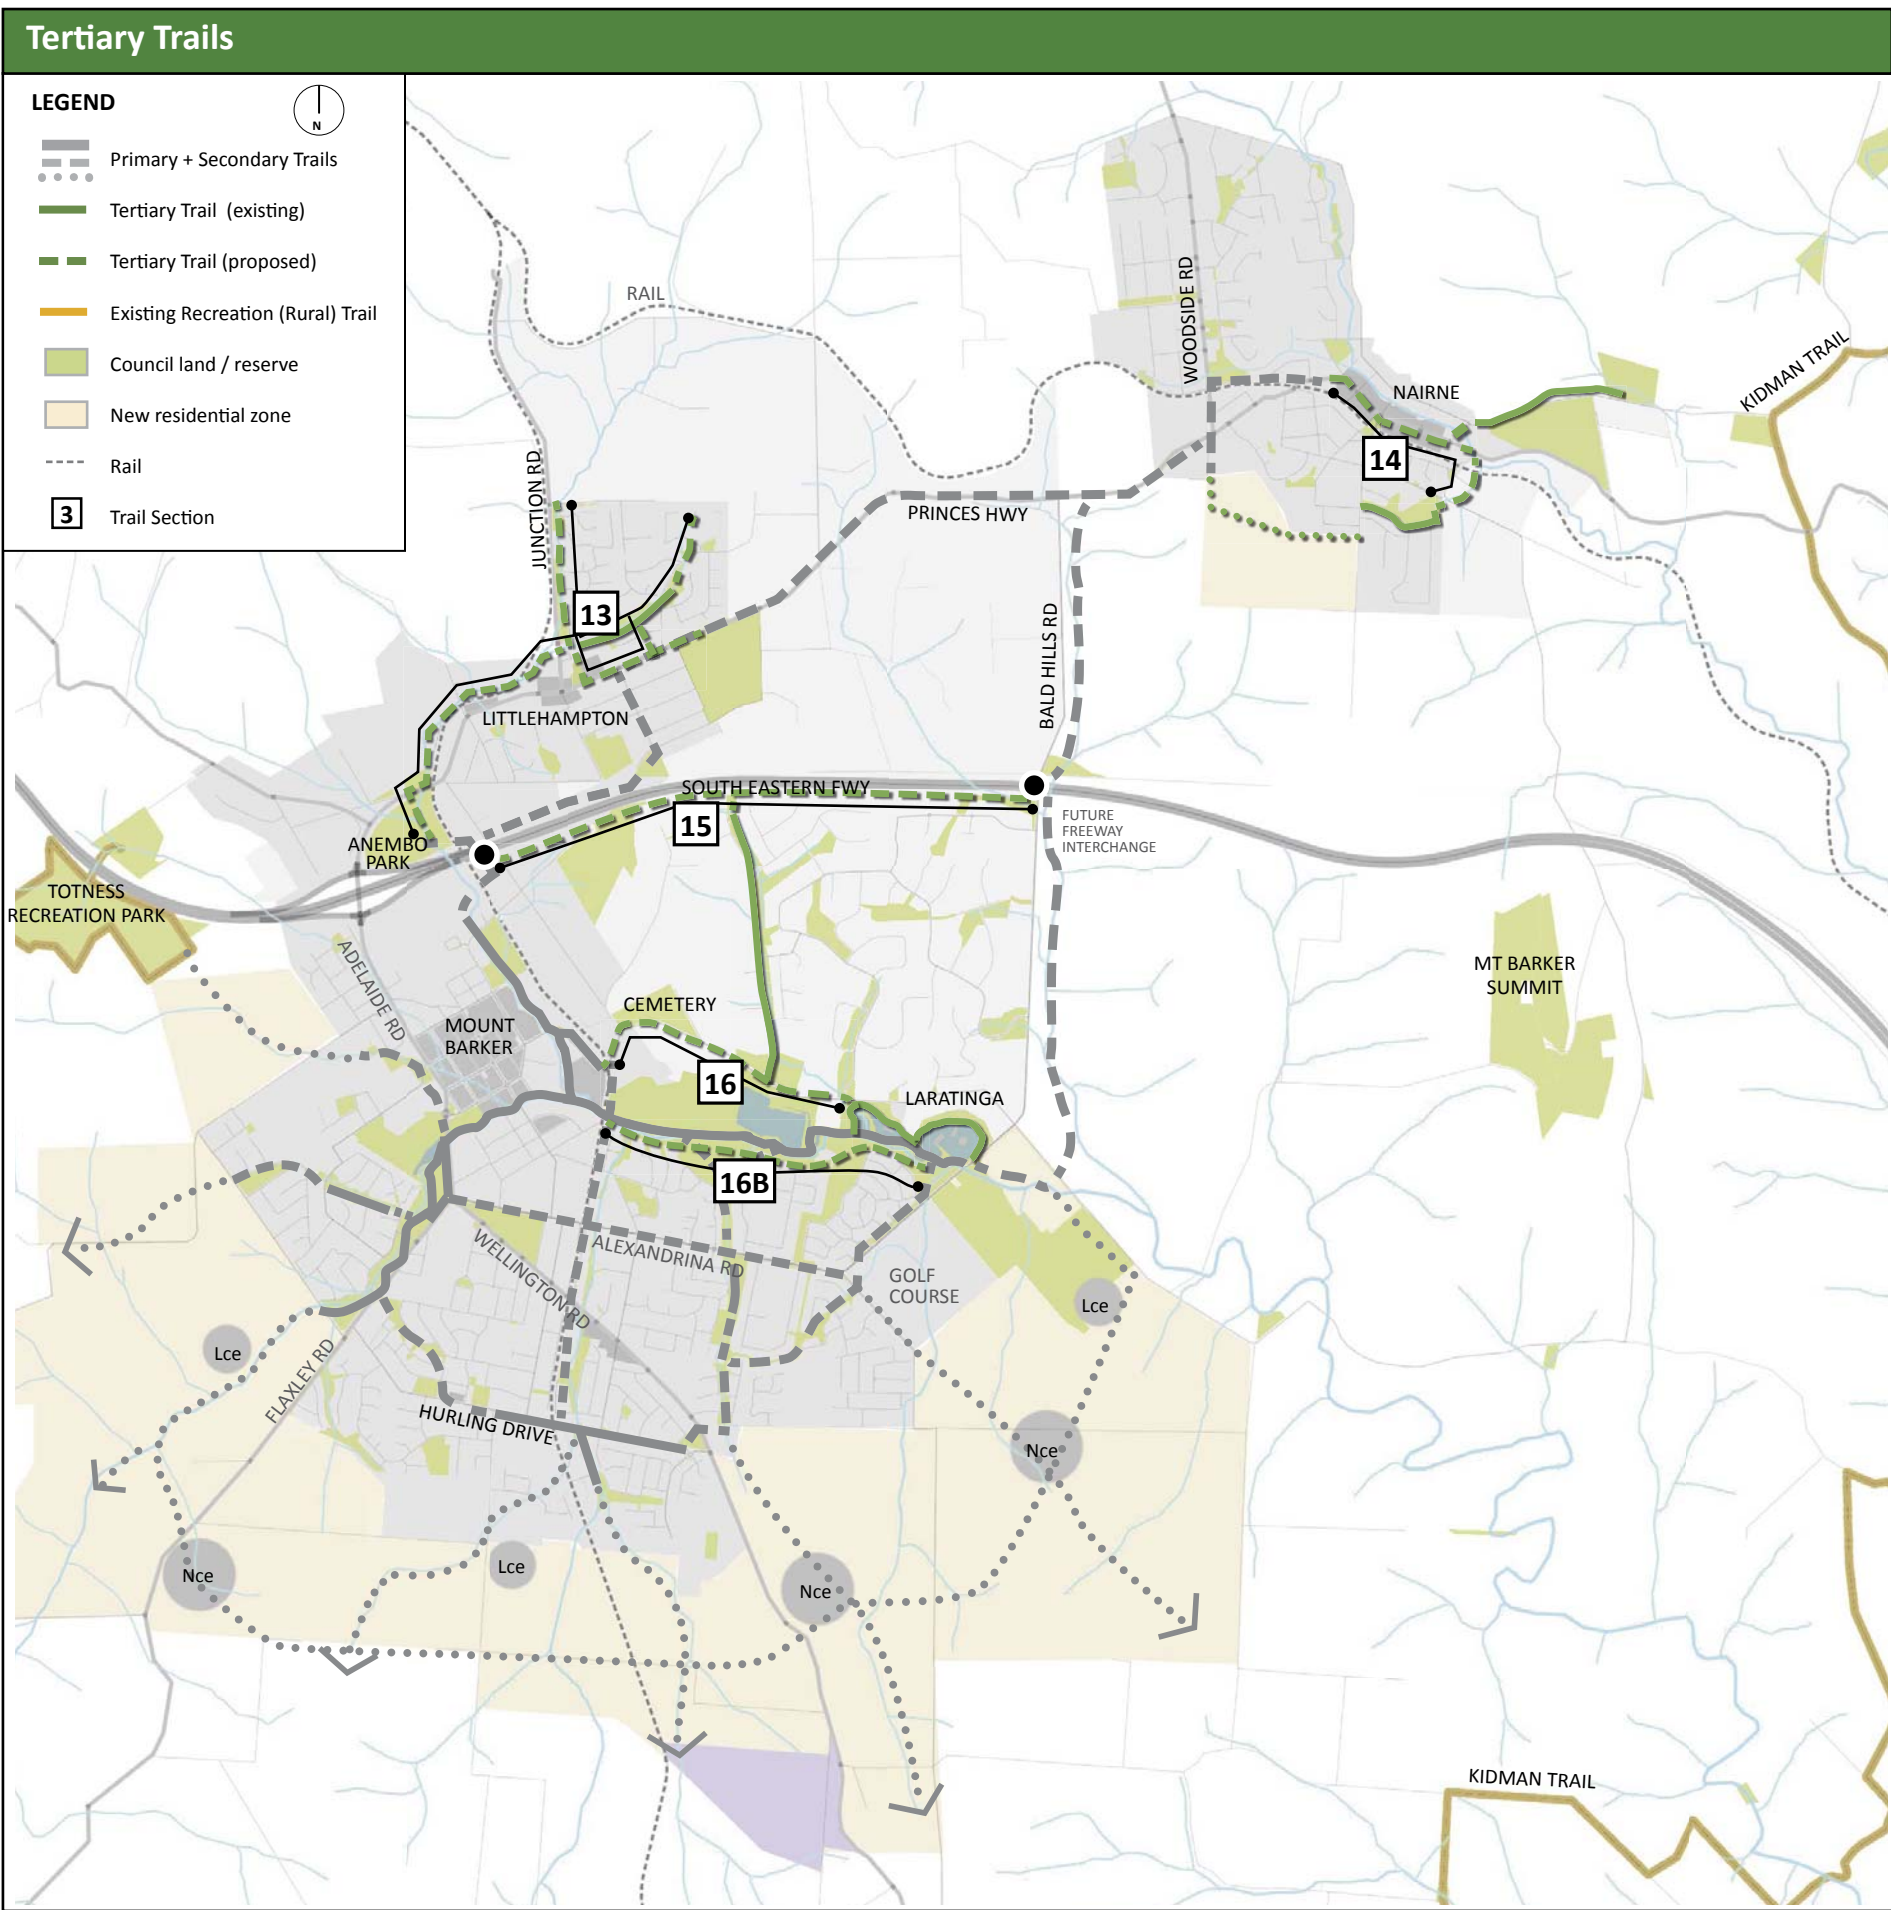 Tertiary Trails
LEGEND
N
Primary + Secondary Trails
Tertiary Trail  (existing)
Tertiary Trail (proposed)
Existing Recreation (Rural) Trail
Council land / reserve
New residential zone
Rail
3
Trail Section
RAIL
WOODSIDE RD
NAIRNE
KIDMAN TRAIL
14
JUNCTION RD
PRINCES HWY
13
BALD HILLS RD
LITTLEHAMPTON
SOUTH EASTERN FWY
15
FUTURE
FREEWAY
INTERCHANGE
ANEMBO
PARK
TOTNESS
RECREATION PARK
ADELAIDE RD
MT BARKER
SUMMIT
CEMETERY
MOUNT
BARKER
16
LARATINGA
16B
WELLINGTON RD
ALEXANDRINA RD
GOLF
COURSE
Lce
Lce
FLAXLEY RD
HURLING DRIVE
Nce
Lce
Nce
Nce
KIDMAN TRAIL